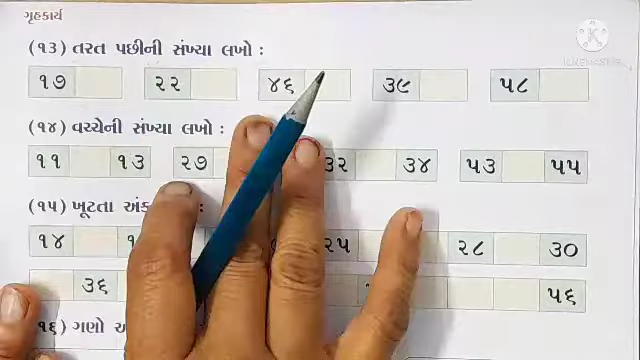 ગૃહકાર્ય
(૧૩) તરત પછીની સંખ્યા લખો :
૧૭ ૨૨ ૪૬ ૩૯ ૫૮
(૧૪) વચ્ચેની સંખ્યા લખો :
૧૧ ૧૩ ૨૭ ૩૨ ૩૪ ૫૩ ૫૫
(૧૫) ખૂટતા :
૧૪ ૨૫ ૨૮ ૩૦
૩૬ ૫૬
૧૬) ગણો